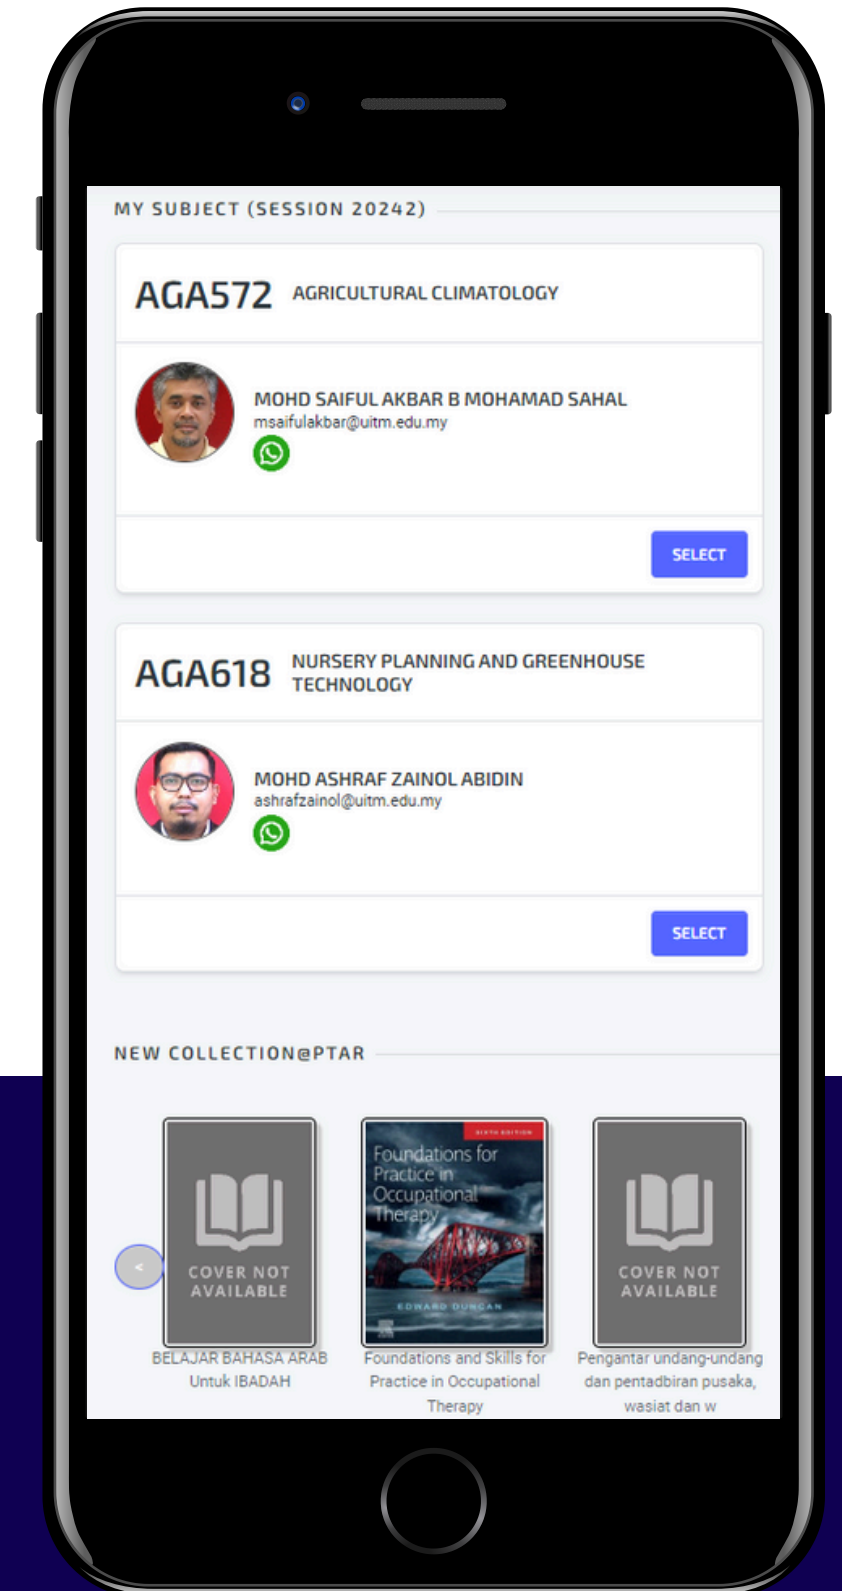 MY SUBJECT (SESSION 20242)
AGA572
AGRICULTURAL CLIMATOLOGY
MOHD SAIFUL AKBAR B MOHAMAD SAHAL
msaifulakbar@uitm.edu.my
SELECT
AGA618
NURSERY PLANNING AND GREENHOUSE
TECHNOLOGY
MOHD ASHRAF ZAINOL ABIDIN
ashrafzainol@uitm.edu.my
SELECT
NEW COLLECTION@PTAR
<
COVER NOT
AVAILABLE
BELAJAR BAHASA ARAB
Untuk IBADAH
SIXTH EDITION
Foundations for
Practice in
Occupational
Therapy
EDWARD DUNCAN
Foundations and Skills for
Practice in Occupational
Therapy
COVER NOT
AVAILABLE
Pengantar undang-undang
dan pentadbiran pusaka,
wasiat dan w